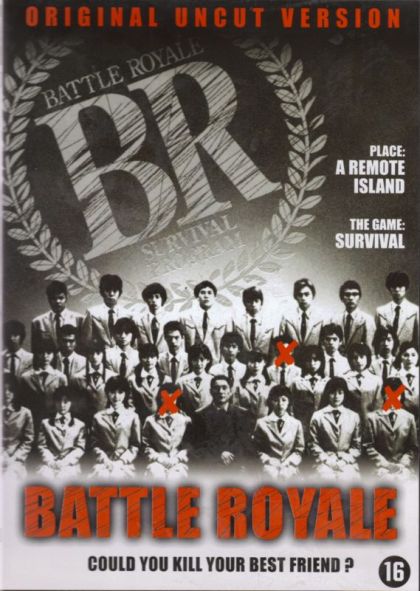 ORIGINAL UNCUT VERSION
BATTLE ROYALE
BR
SURVIVAL
PROGRAM
PLACE:
A REMOTE
ISLAND
THE GAME:
SURVIVAL
X
X
X
BATTLE ROYALE
COULD YOU KILL YOUR BEST FRIEND ?
16